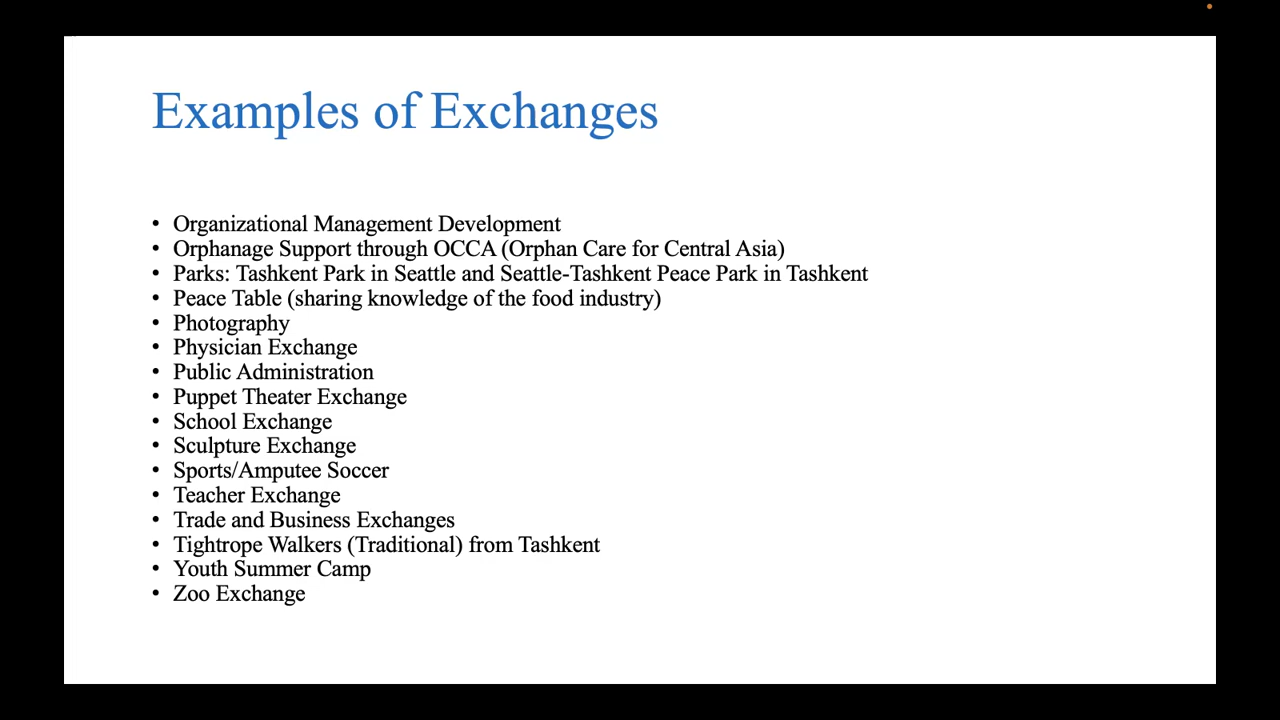 Examples of Exchanges
• Organizational Management Development
• Orphanage Support through OCCA (Orphan Care for Central Asia)
• Parks: Tashkent Park in Seattle and Seattle-Tashkent Peace Park in Tashkent
• Peace Table (sharing knowledge of the food industry)
• Photography
• Physician Exchange
• Public Administration
• Puppet Theater Exchange
• School Exchange
• Sculpture Exchange
• Sports/Amputee Soccer
• Teacher Exchange
• Trade and Business Exchanges
• Tightrope Walkers (Traditional) from Tashkent
• Youth Summer Camp
• Zoo Exchange